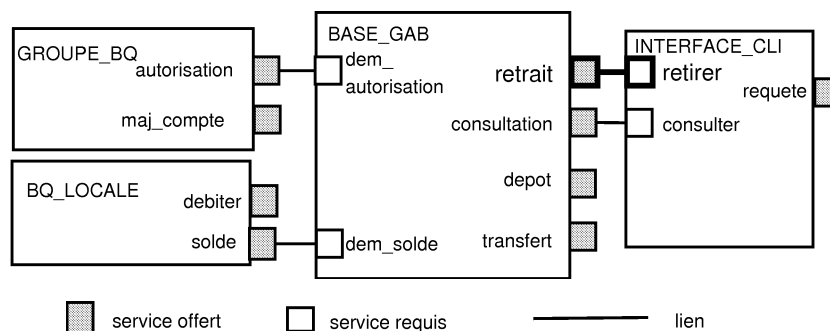 GROUPE_BQ
autorisation
maj_compte
BQ_LOCALE
debiter
solde
BASE_GAB
dem_
autorisation
retrait
consultation
depot
transfert
dem_solde
INTERFACE_CLI
retirer
requete
consulter
service offert
service requis
lien